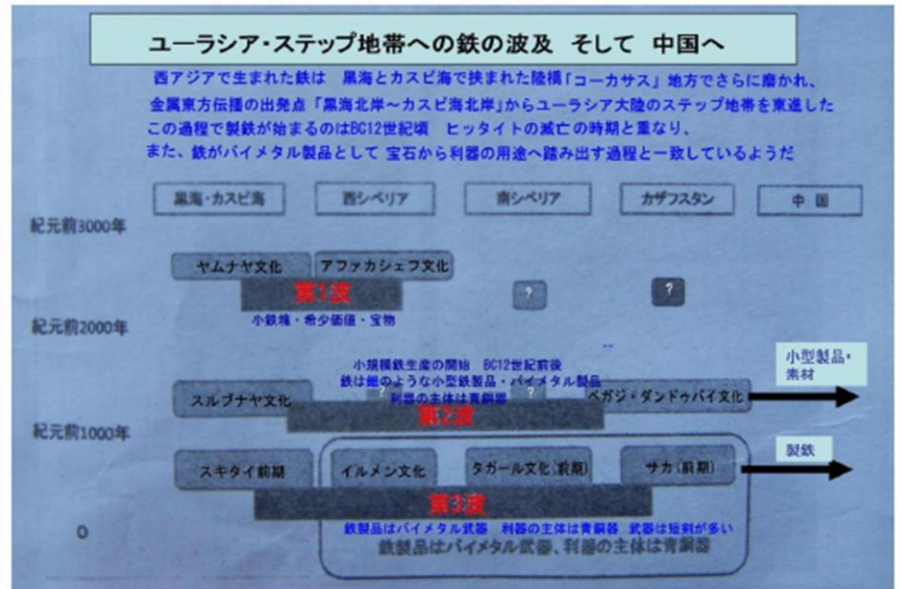 ユーラシア・ステップ地帯への鉄の波及 そして 中国へ
西アジアで生まれた鉄は 黒海とカスピ海で挟まれた陸橋「コーカサス」地方でさらに磨かれ、
金属東方伝播の出発点「黒海北岸～カスピ海北岸」からユーラシア大陸のステップ地帯を東進した
この過程で製鉄が始まるのはBC12世紀頃 ヒッタイトの滅亡の時期と重なり、
また、鉄がバイメタル製品として 宝石から利器の用途へ踏み出す過程と一致しているようだ
黒海・カスピ海 西シベリア 南シベリア カザフスタン 中国
紀元前3000年
ヤムナヤ文化 アファカシェフ文化
第1波 ? ?
小鉄塊・希少価値・宝物
紀元前2000年
小規模鉄生産の開始 BC12世紀前後
小型製品・
素材
鉄は錐のような小型鉄製品・バイメタル製品
スルブナヤ文化 ? 利器の主体は青銅器 ? ベガジ・ダンドゥバイ文化
第2波
紀元前1000年
製鉄
スキタイ前期 イルメン文化 タガール文化(前期) サカ(前期)
第3波
0
鉄製品はバイメタル武器 利器の主体は青銅器 武器は短剣が多い
鉄製品はバイメタル武器、利器の主体は青銅器